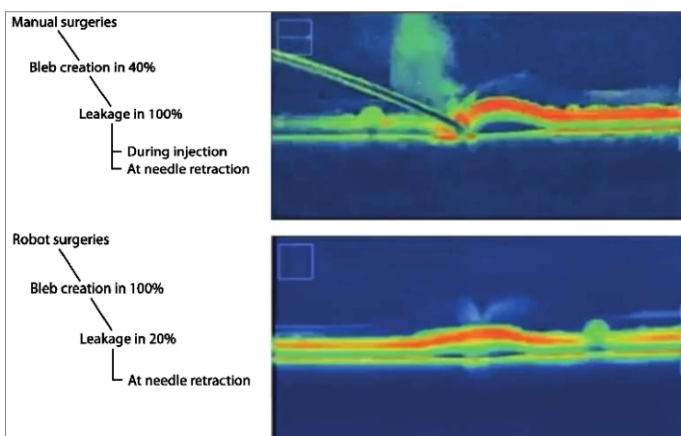 Manual surgeries
Bleb creation in 40%
Leakage in 100%
During injection
At needle retraction
Robot surgeries
Bleb creation in 100%
Leakage in 20%
At needle retraction